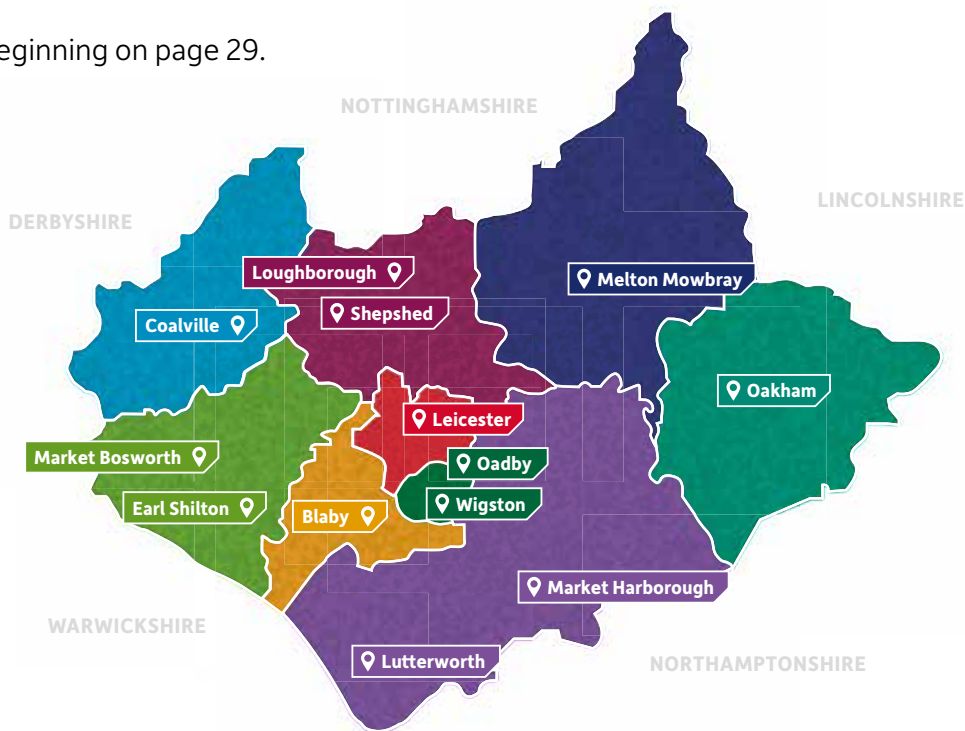 eginning on page 29.
NOTTINGHAMSHIRE
LINCOLNSHIRE
DERBYSHIRE
Loughborough
Melton Mowbray
Shepshed
Coalville
Oakham
Leicester
Market Bosworth
Oadby
Earl Shilton
Wigston
Blaby
Market Harborough
WARWICKSHIRE
Lutterworth
NORTHAMPTONSHIRE